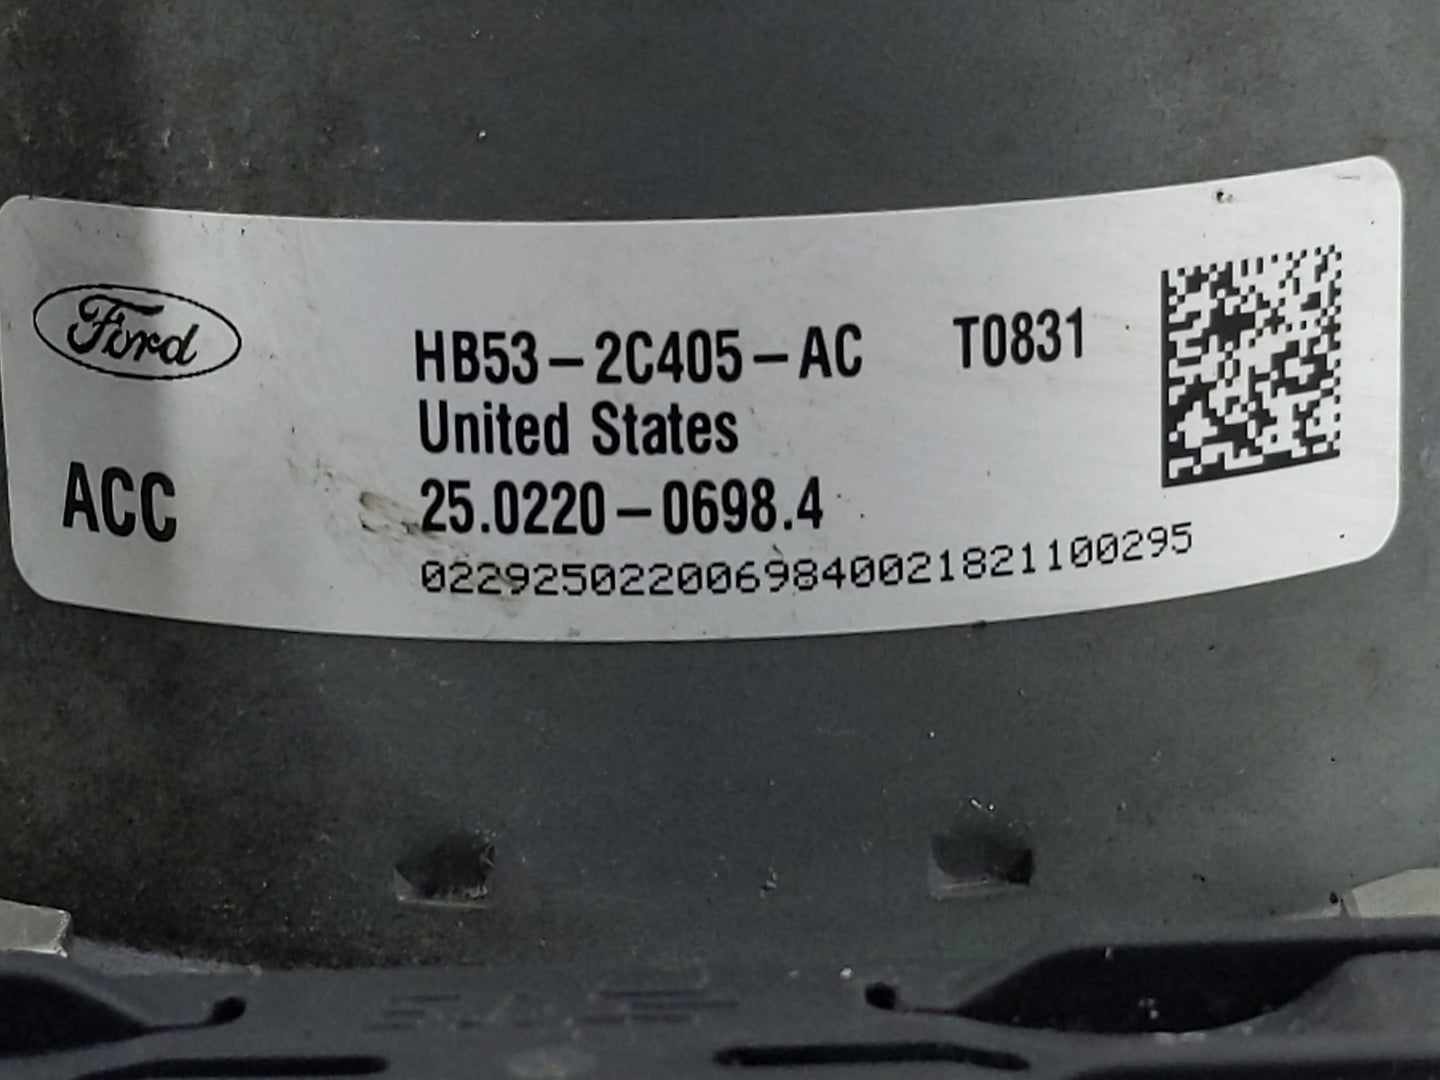 Ford
HB53-2C405-AC T0831
United States
ACC
25.0220-0698.4
0229250220069840021821100295